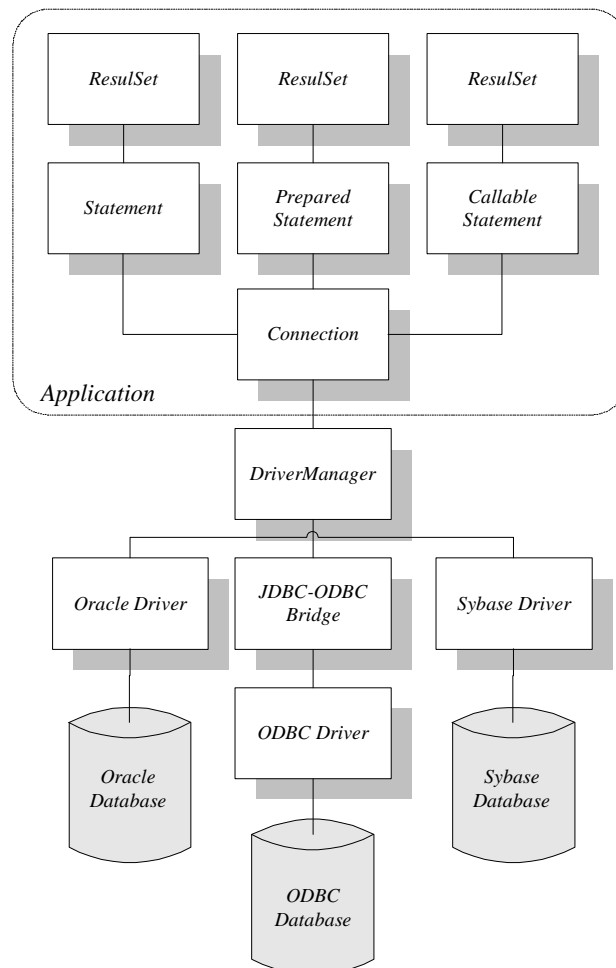 ResulSet
ResulSet
ResulSet
Statement
Prepared
Statement
Callable
Statement
Connection
Application
DriverManager
Oracle Driver
JDBC-ODBC
Bridge
Sybase Driver
ODBC Driver
Oracle
Database
Sybase
Database
ODBC
Database